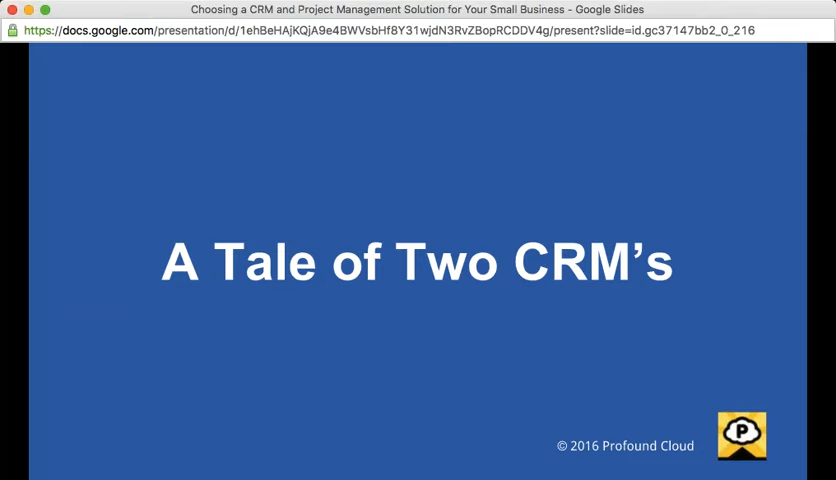 Choosing a CRM and Project Management Solution for Your Small Business - Google Slides
https://docs.google.com/presentation/d/1ehBeHAjKQjA9e4BWVsbHf8Y31wjdN3RvZBopRCDDV4g/present?slide=id.gc37147bb2_0_216
A Tale of Two CRM’s
© 2016 Profound Cloud
P